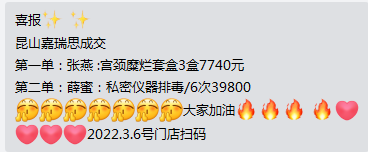 喜报✨ ✨
昆山嘉瑞思成交
第一单：张燕 :宫颈糜烂套盒3盒7740元
第二单：薛蜜：私密仪器排毒/6次39800
🤭🤭🤭🤭🤭🤭🤭大家加油🔥🔥🔥 🔥❤
❤❤❤2022.3.6号门店扫码